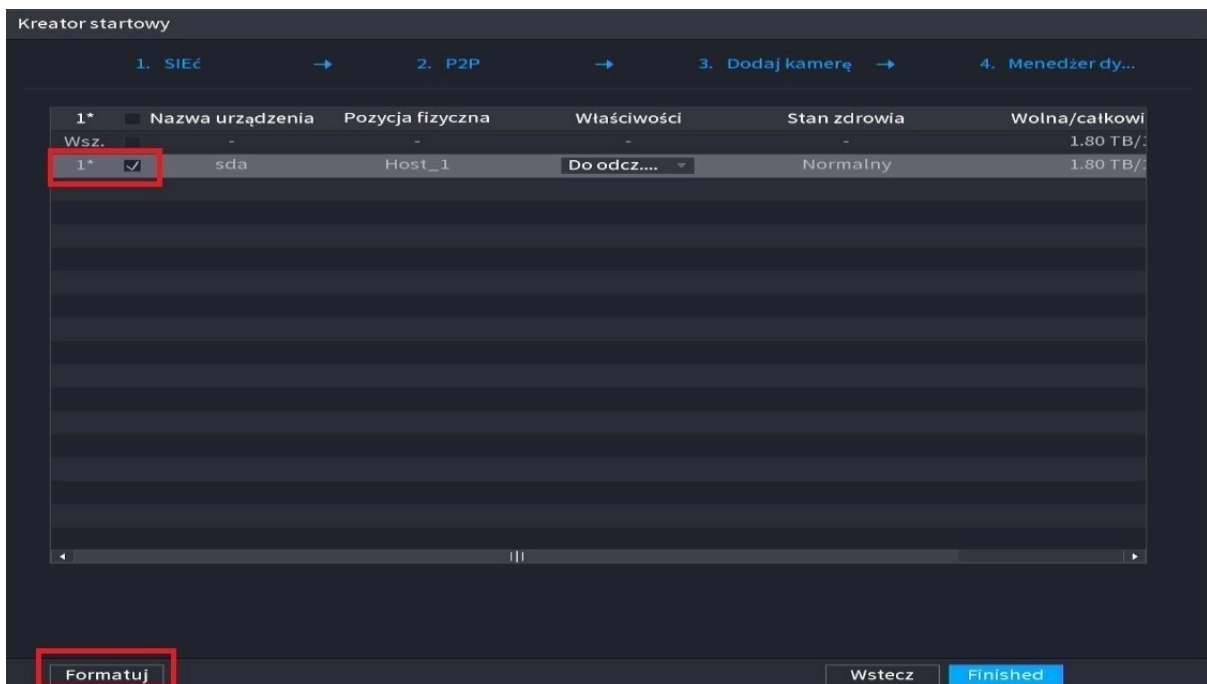 Kreator startowy
1. SIEć → 2. P2P → 3. Dodaj kamerę → 4. Menedżer dy...
1* Nazwa urządzenia Pozycja fizyczna Właściwości Stan zdrowia Wolna/całkowi
Wsz. - - - - 1.80 TB/
1* sda Host_1 Do odcz.... Normalny 1.80 TB/
Formatuj Wstecz Finished